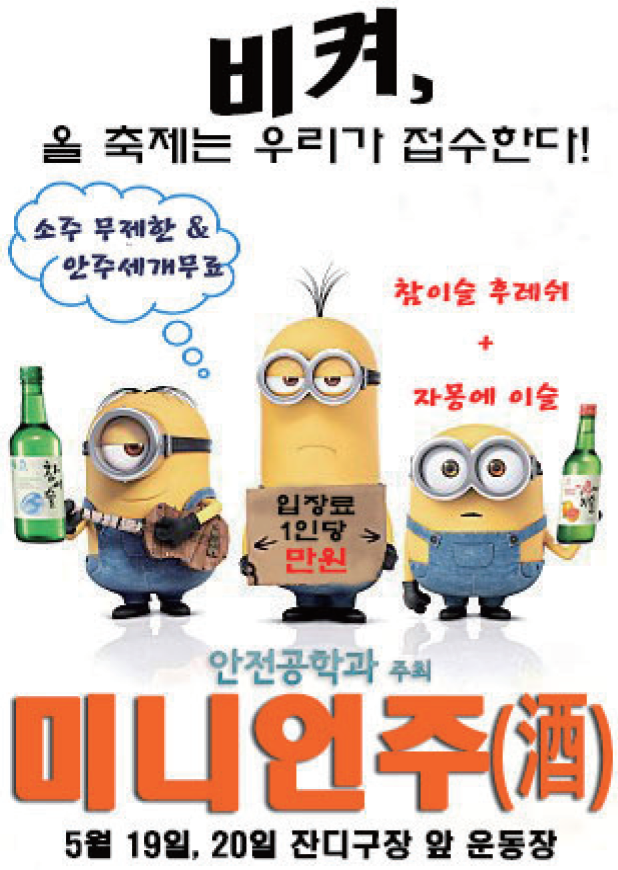 비켜,
올 축제는 우리가 접수한다!
소주 무제한 &
안주세개무료
참이슬 후레쉬
+
자몽에 이슬
참이슬
입장료
1인당
만원
안전공학과 주최
미니언주(酒)
5월 19일, 20일 잔디구장 앞 운동장